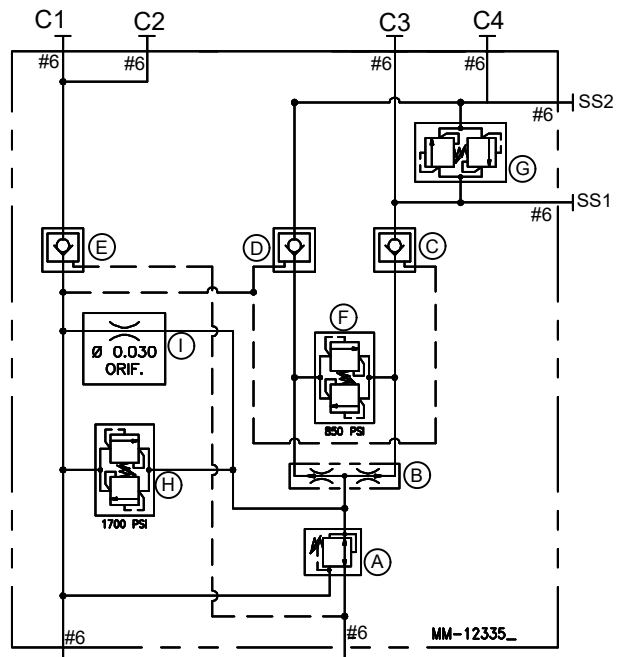 C1
C2
C3
C4
#6
#6
#6
#6
#6
SS2
G
#6
SS1
E
D
C
F
Ø 0.030
ORIF.
I
850 PSI
H
1700 PSI
B
A
#6
#6
MM-12335_